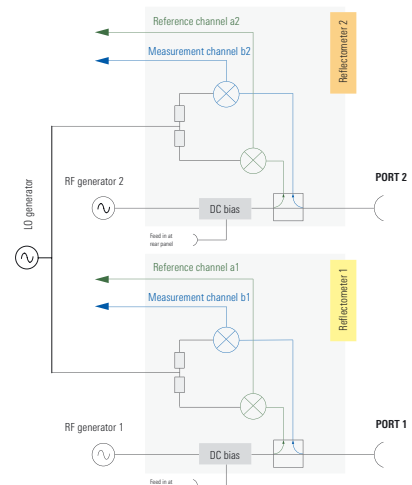 Reference channel a2
Measurement channel b2
Reflectometer 2
PORT 2
RF generator 2
DC bias
Feed in at
rear panel
LO generator
Reference channel a1
Measurement channel b1
Reflectometer 1
PORT 1
RF generator 1
DC bias
Feed in at